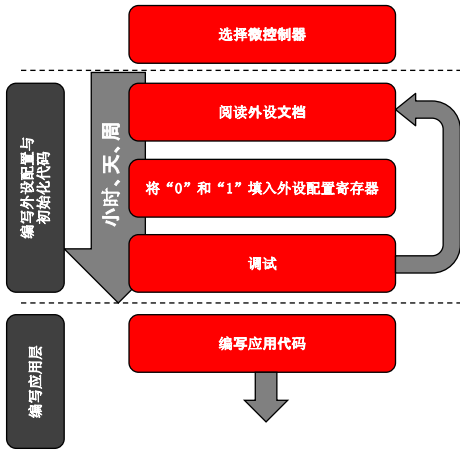 选择微控制器
阅读外设文档
将“0”和“1”填入外设配置寄存器
调试
编写应用代码
小时、天、周
编写外设配置与
初始化代码
编写应用层